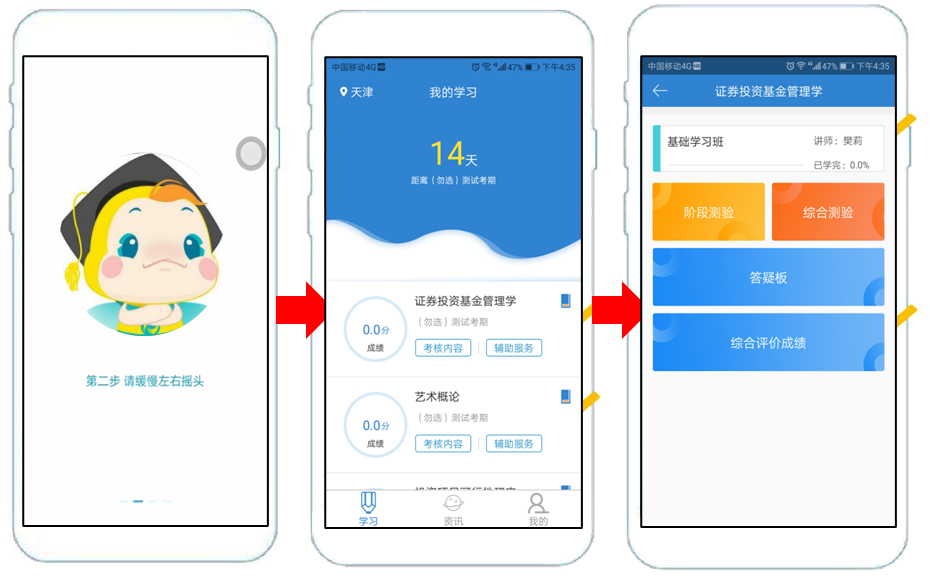 第二步 请缓慢左右摇头
中国移动4G HD
47% 下午4:35
天津
我的学习
14天
距离（勿选）测试考期
证券投资基金管理学
（勿选）测试考期
0.0分
成绩
考核内容
辅助服务
艺术概论
（勿选）测试考期
0.0分
成绩
考核内容
辅助服务
学习
资讯
我的
中国移动4G HD
47% 下午4:35
证券投资基金管理学
基础学习班
讲师：樊莉
已学完：0.0%
阶段测验
综合测验
答疑板
综合评价成绩